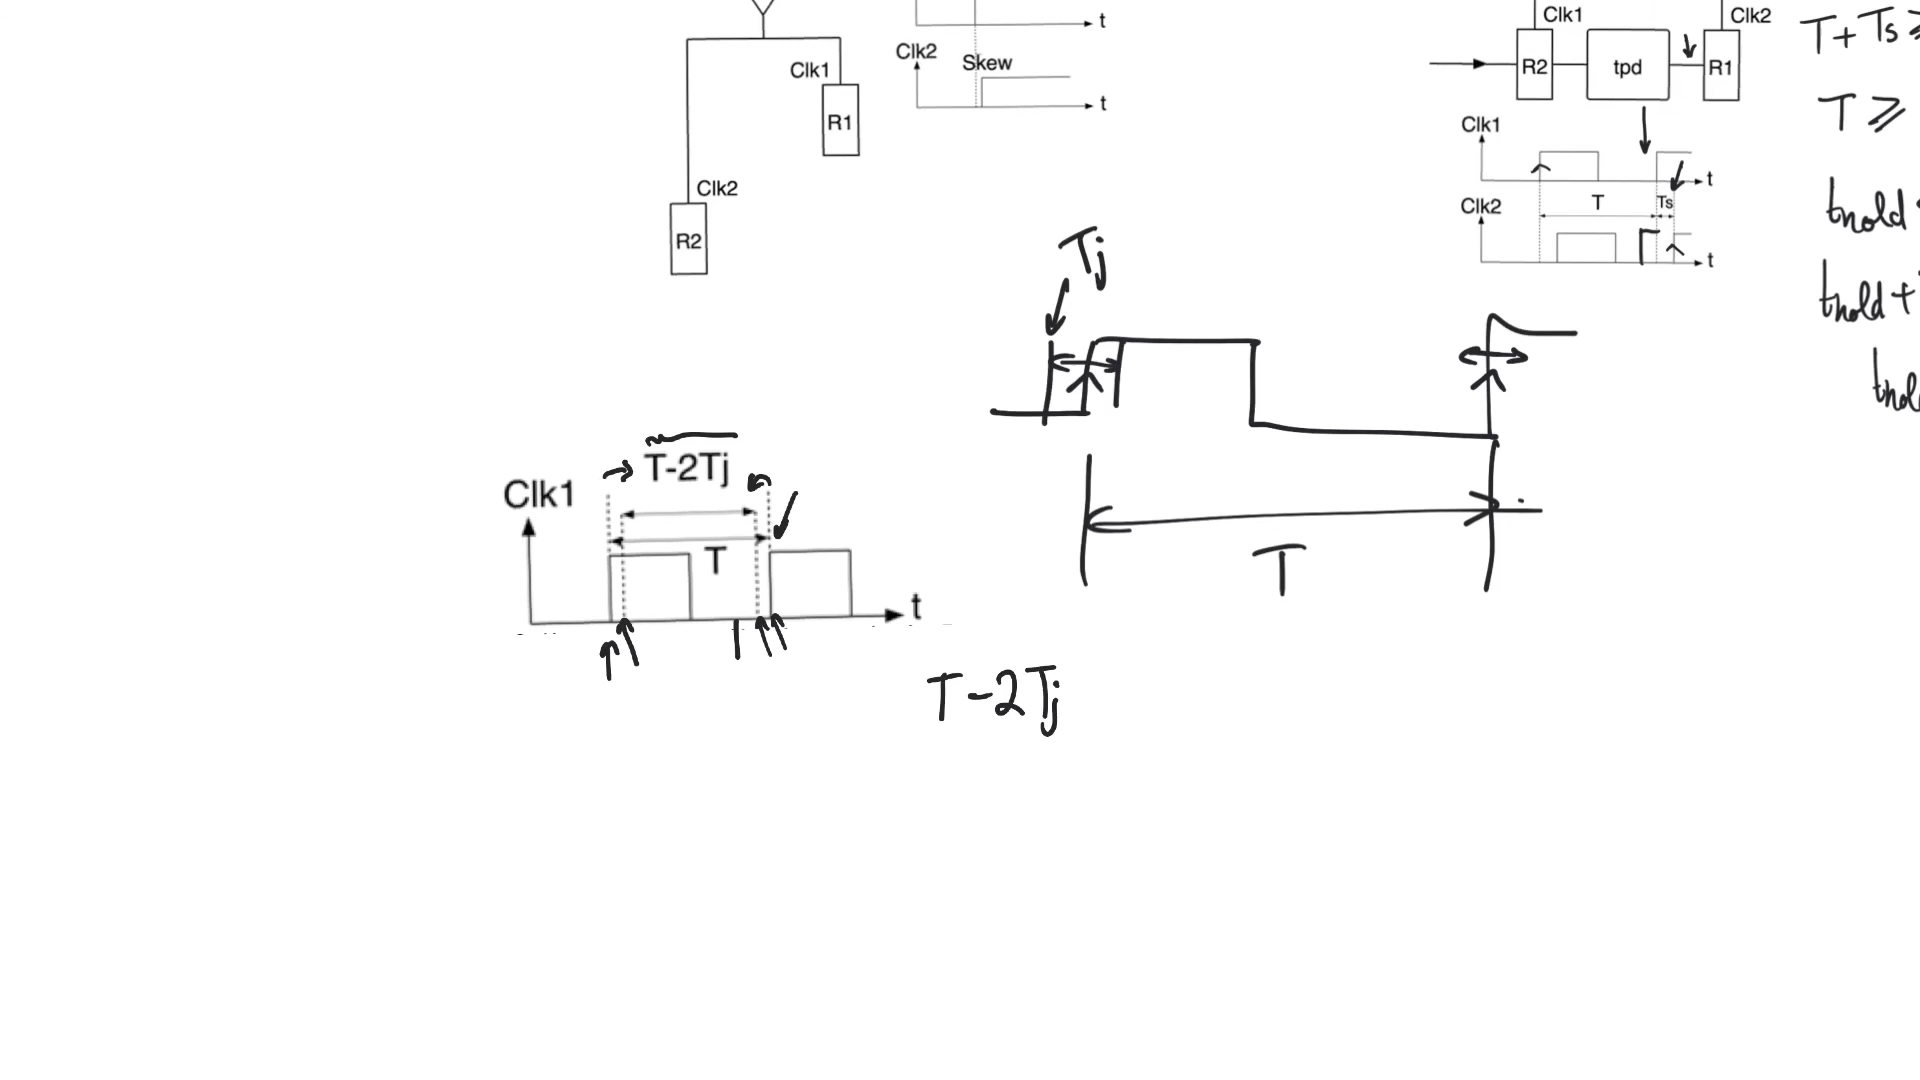 Clk1
R1
Clk2
R2
t
Clk2
Skew
t
Clk1
Clk2
R2
tpd
R1
Clk1
t
T
Ts
Clk2
t
T+Ts ≥
T ≥
thold
thold +
Tj
T
T-2Tj
Clk1
T
t
T-2Tj